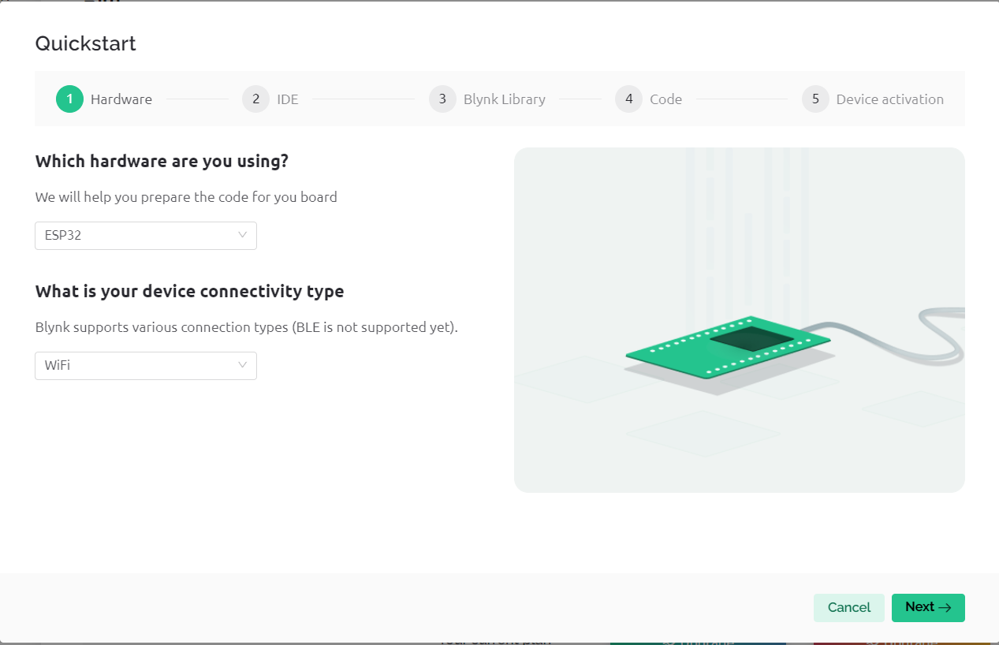 Quickstart
1 Hardware 2 IDE 3 Blynk Library 4 Code 5 Device activation
Which hardware are you using?
We will help you prepare the code for you board
ESP32
What is your device connectivity type
Blynk supports various connection types (BLE is not supported yet).
WiFi
Cancel Next →